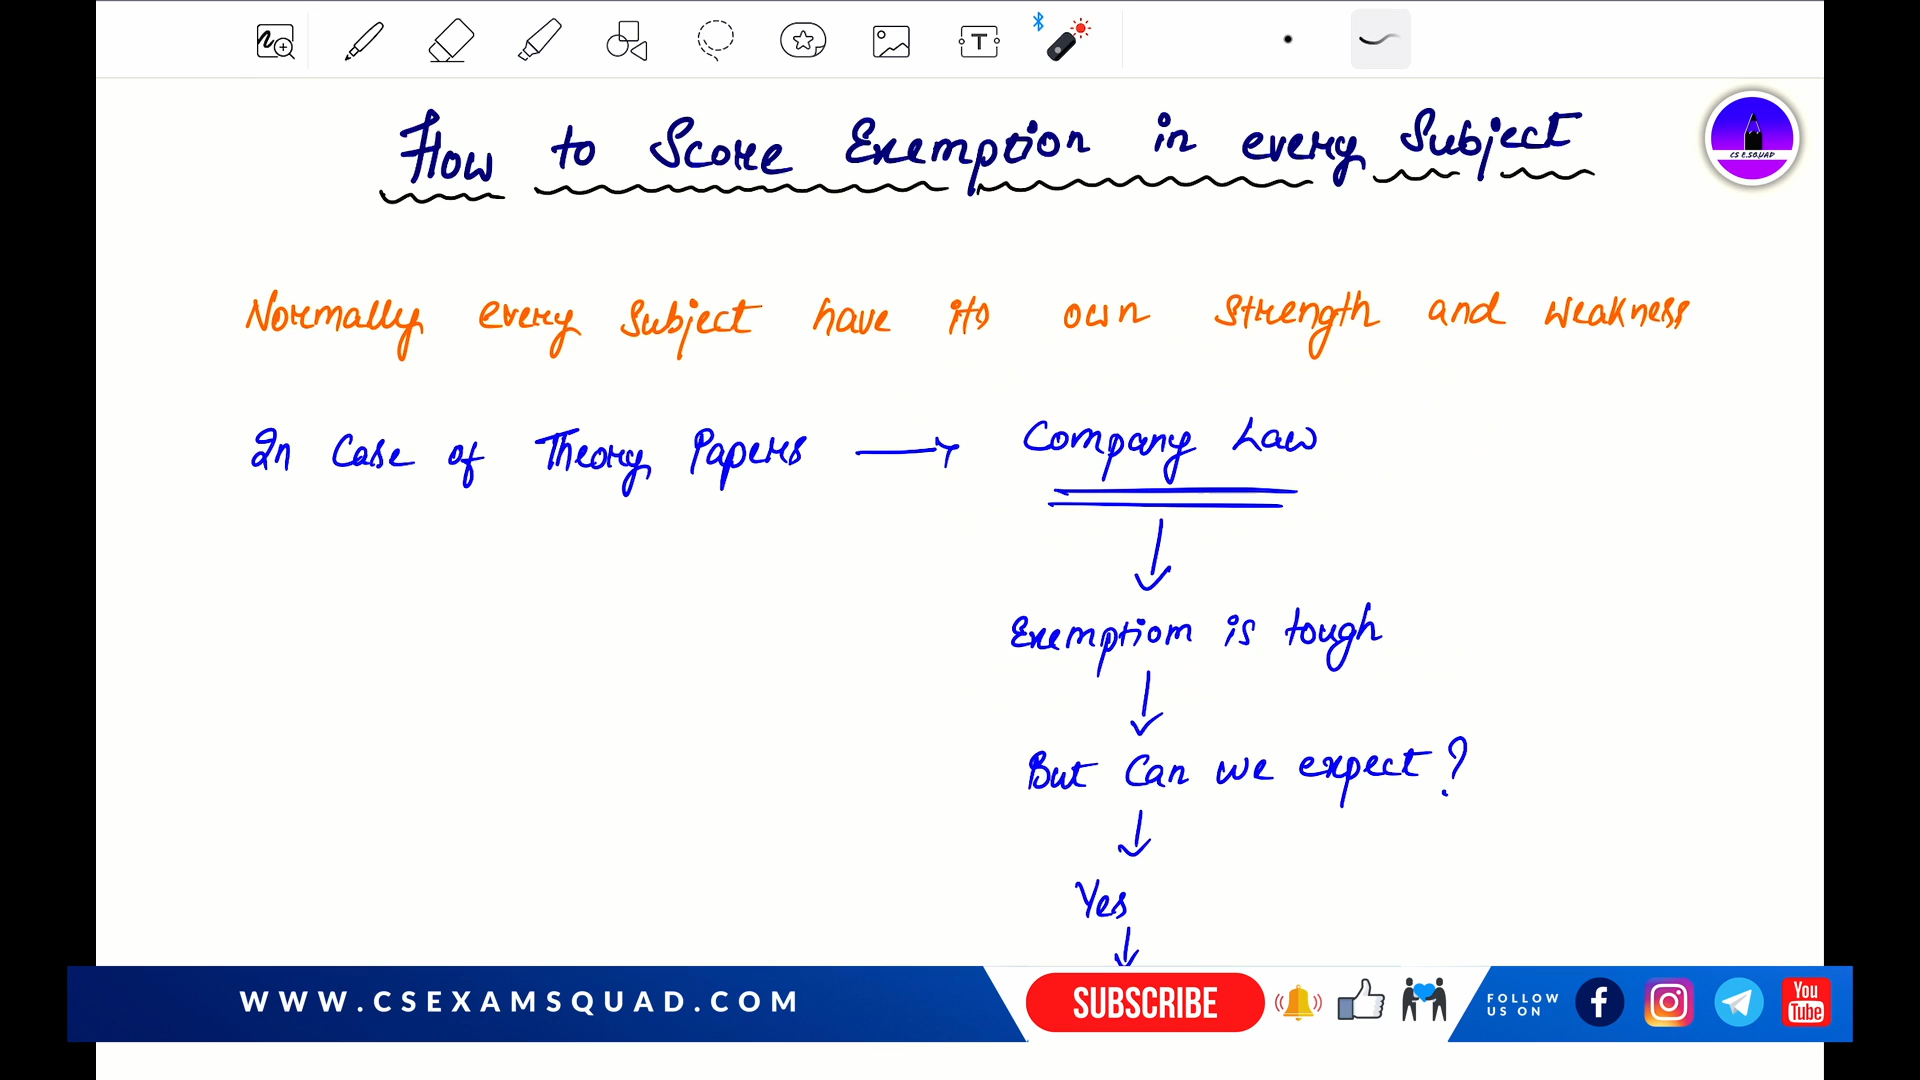 How to Score Exemption in every Subject
CS E.SQUAD
Normally every Subject have its own Strength and Weakness
In Case of Theory Papers → Company Law
Exemption is tough
But Can we expect?
Yes
WWW.CSEXAMSQUAD.COM
SUBSCRIBE
FOLLOW
US ON
You
Tube